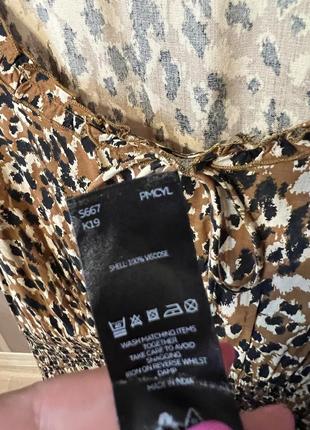 S667
K19
PMCYL
SHELL: 100% VISCOSE
WASH MATCHING ITEMS
TOGETHER
TAKE CARE TO AVOID
SNAGGING
IRON ON REVERSE WHILST
DAMP
MADE IN INDIA